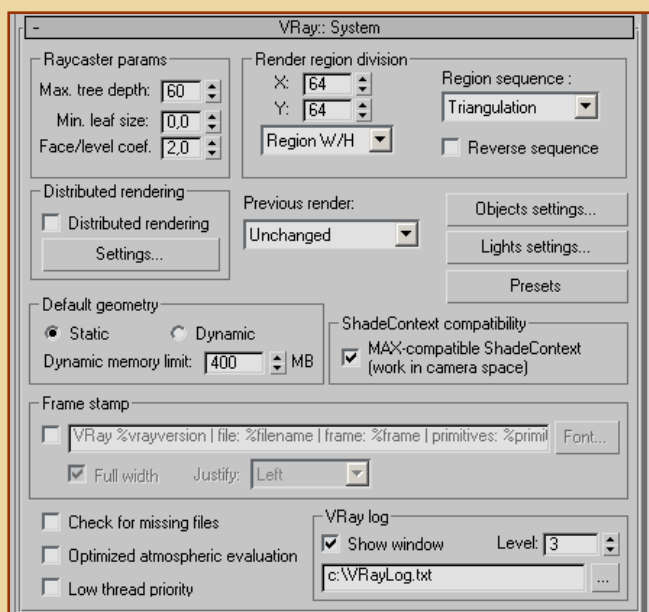 -
VRay:: System
Raycaster params
Max. tree depth: 60
Min. leaf size: 0,0
Face/level coef. 2,0
Render region division
X: 64
Y: 64
Region W/H
Region sequence :
Triangulation
Reverse sequence
Distributed rendering
Distributed rendering
Settings...
Previous render:
Unchanged
Objects settings...
Lights settings...
Presets
Default geometry
Static Dynamic
Dynamic memory limit: 400 MB
ShadeContext compatibility
MAX-compatible ShadeContext
(work in camera space)
Frame stamp
VRay %vrayversion | file: %filename | frame: %frame | primitives: %primit
Font...
Full width Justify: Left
Check for missing files
Optimized atmospheric evaluation
Low thread priority
VRay log
Show window Level: 3
c:\VRayLog.txt ...